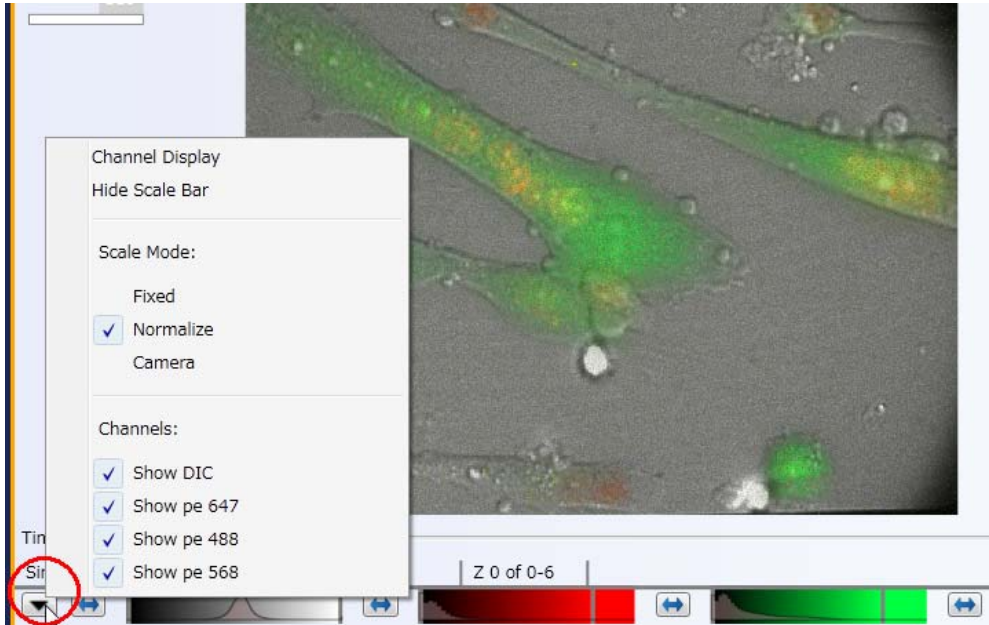 Channel Display
Hide Scale Bar
Scale Mode:
Fixed
Normalize
Camera
Channels:
Show DIC
Show pe 647
Show pe 488
Show pe 568
Z 0 of 0-6